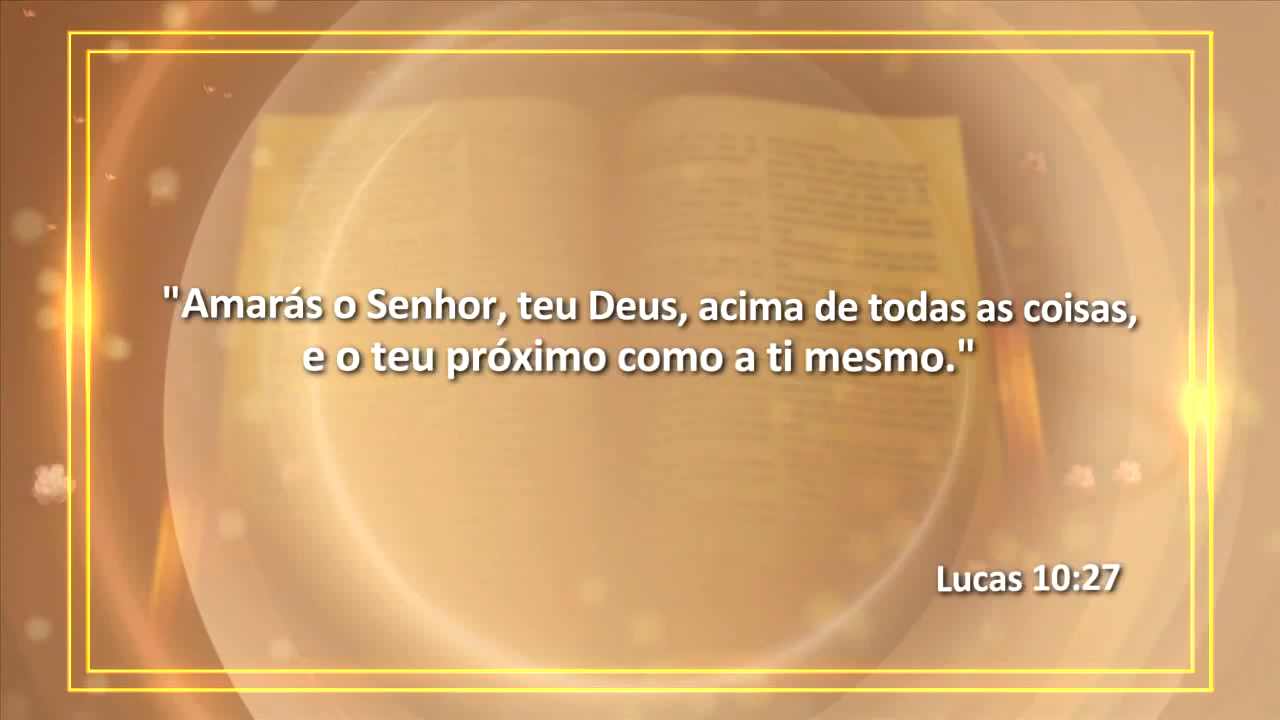 "Amarás o Senhor, teu Deus, acima de todas as coisas,
e o teu próximo como a ti mesmo."
Lucas 10:27